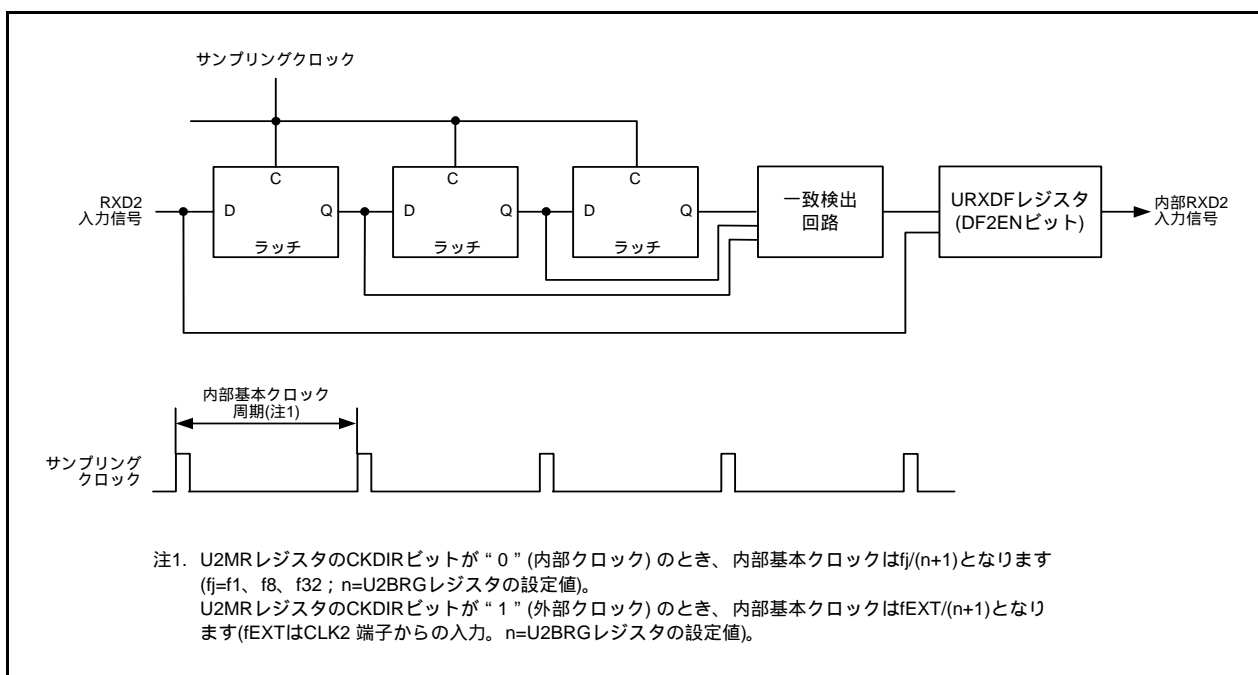 サンプリングクロック
C
C
C
RXD2
入力信号
D
Q
D
Q
D
Q
ラッチ
ラッチ
ラッチ
一致検出
回路
URXDFレジスタ
(DF2ENビット)
内部RXD2
入力信号
内部基本クロック
周期(注1)
サンプリング
クロック
注1. U2MRレジスタのCKDIRビットが“0”(内部クロック) のとき、内部基本クロックはfj/(n+1)となります
(fj=f1、f8、f32;n=U2BRGレジスタの設定値)。
U2MRレジスタのCKDIRビットが“1”(外部クロック) のとき、内部基本クロックはfEXT/(n+1)となり
ます(fEXTはCLK2 端子からの入力。n=U2BRGレジスタの設定値)。